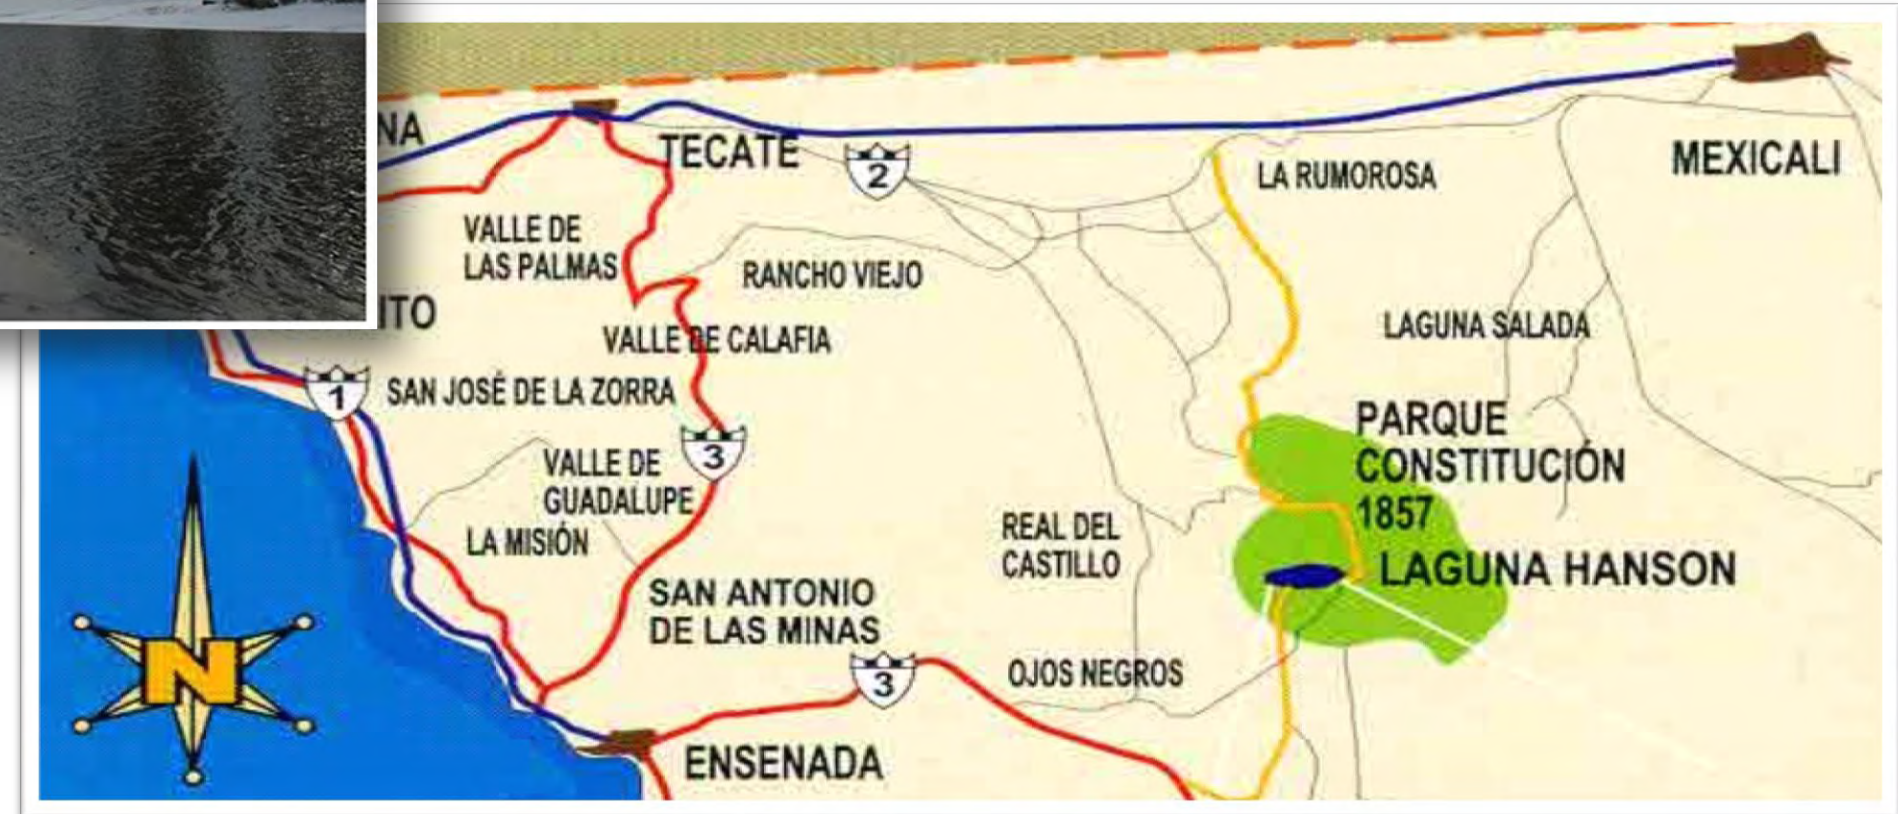 NA
TECATE
2
LA RUMOROSA
MEXICALI
VALLE DE
LAS PALMAS
RANCHO VIEJO
ITO
VALLE DE CALAFIA
LAGUNA SALADA
1
SAN JOSÉ DE LA ZORRA
PARQUE
CONSTITUCIÓN
1857
3
VALLE DE
GUADALUPE
LA MISIÓN
REAL DEL
CASTILLO
LAGUNA HANSON
SAN ANTONIO
DE LAS MINAS
N
3
OJOS NEGROS
ENSENADA